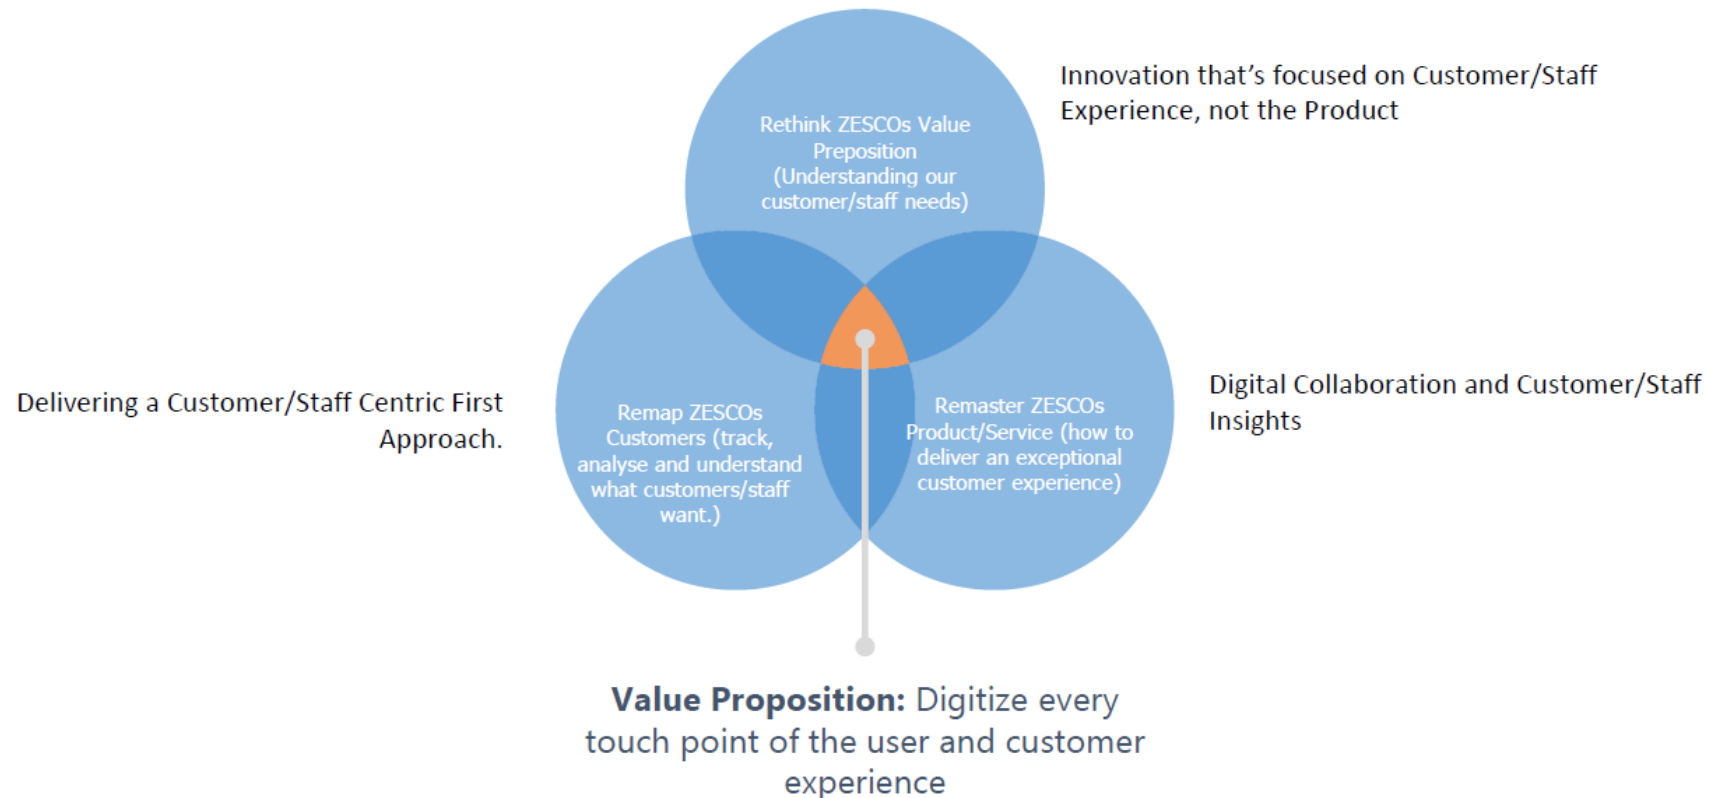 Innovation that's focused on Customer/Staff
Experience, not the Product
Rethink ZESCOs Value
Preposition
(Understanding our
customer/staff needs)
Delivering a Customer/Staff Centric First
Approach.
Remap ZESCOs
Customers (track,
analyse and understand
what customers/staff
want.)
Remaster ZESCOs
Product/Service (how to
deliver an exceptional
customer experience)
Digital Collaboration and Customer/Staff
Insights
Value Proposition: Digitize every
touch point of the user and customer
experience